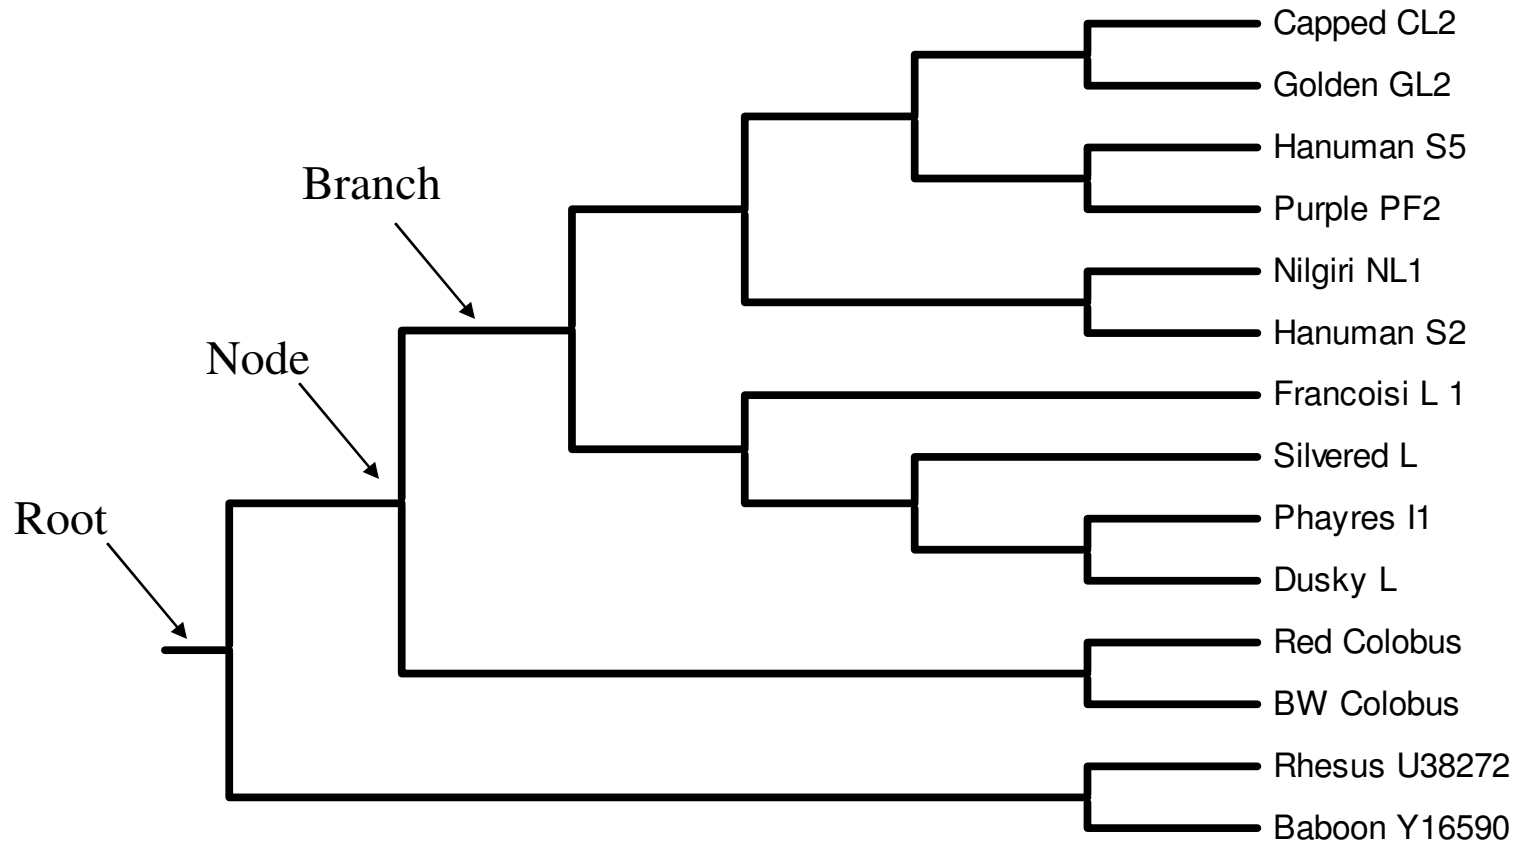 Capped CL2
Golden GL2
Hanuman S5
Branch
Purple PF2
Nilgiri NL1
Hanuman S2
Node
Francoisi L 1
Silvered L
Root
Phayres I1
Dusky L
Red Colobus
BW Colobus
Rhesus U38272
Baboon Y16590